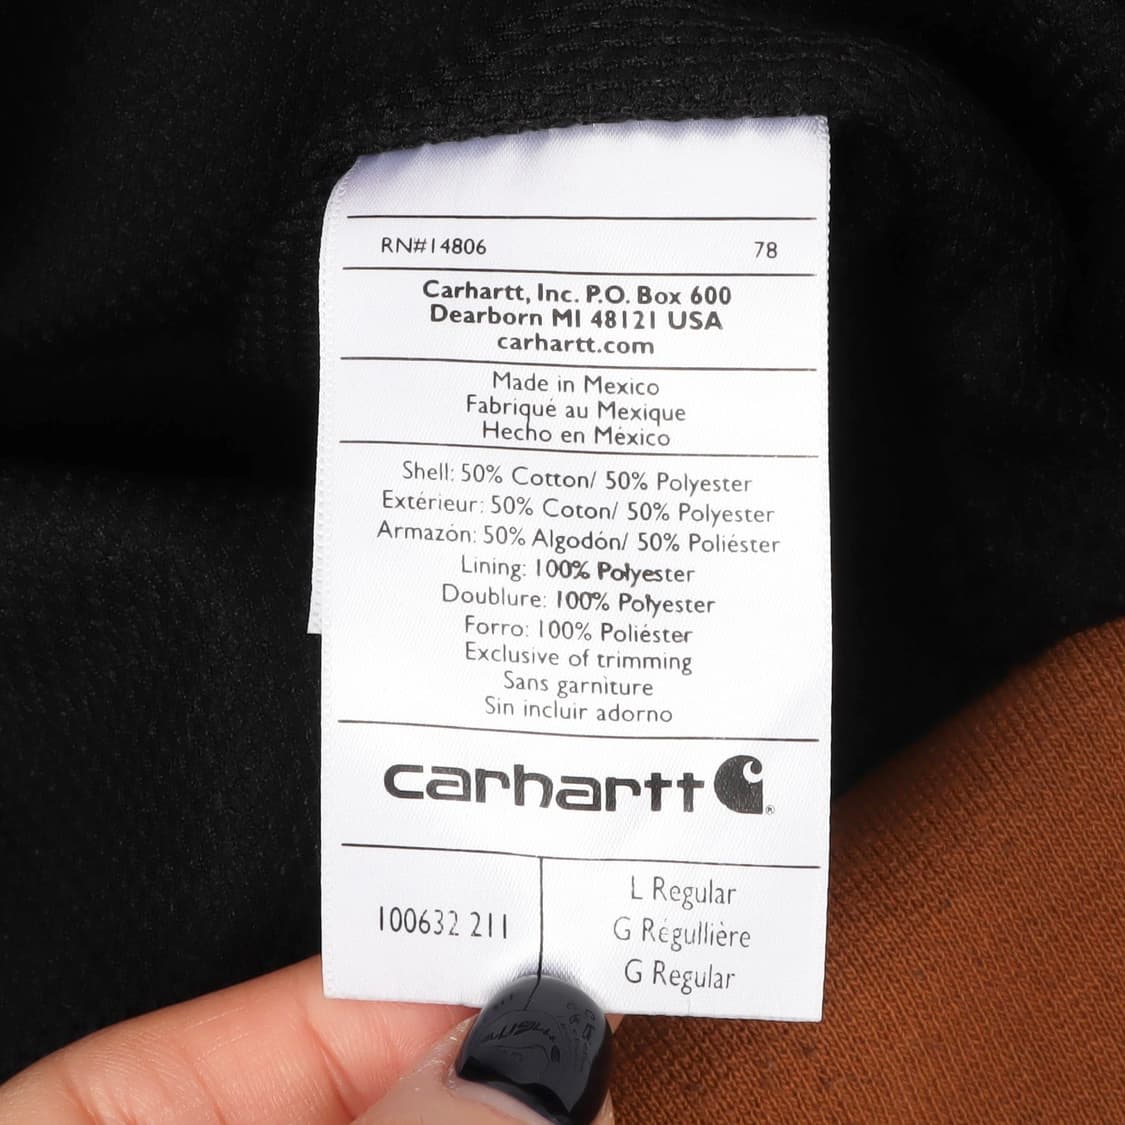 RN#14806 78
Carhartt, Inc. P.O. Box 600
Dearborn MI 48121 USA
carhartt.com
Made in Mexico
Fabriqué au Mexique
Hecho en México
Shell: 50% Cotton/ 50% Polyester
Extérieur: 50% Coton/ 50% Polyester
Armazón: 50% Algodón/ 50% Poliéster
Lining: 100% Polyester
Doublure: 100% Polyester
Forro: 100% Poliéster
Exclusive of trimming
Sans garniture
Sin incluir adorno
carhartt ®
100632 211
L Regular
G Régullière
G Regular